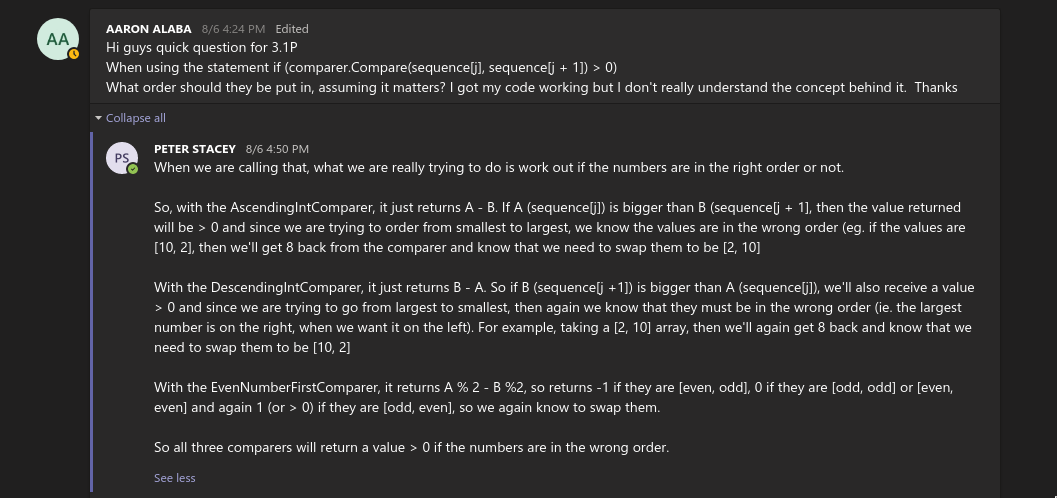 AA
AARON ALABA 8/6 4:24 PM Edited
Hi guys quick question for 3.1P
When using the statement if (comparer.Compare(sequence[j], sequence[j + 1]) > 0)
What order should they be put in, assuming it matters? I got my code working but I don't really understand the concept behind it.  Thanks
Collapse all
PS
PETER STACEY 8/6 4:50 PM
When we are calling that, what we are really trying to do is work out if the numbers are in the right order or not.
So, with the AscendingIntComparer, it just returns A - B. If A (sequence[j]) is bigger than B (sequence[j + 1], then the value returned
will be > 0 and since we are trying to order from smallest to largest, we know the values are in the wrong order (eg. if the values are
[10, 2], then we'll get 8 back from the comparer and know that we need to swap them to be [2, 10]
With the DescendingIntComparer, it just returns B - A. So if B (sequence[j +1]) is bigger than A (sequence[j]), we'll also receive a value
> 0 and since we are trying to go from largest to smallest, then again we know that they must be in the wrong order (ie. the largest
number is on the right, when we want it on the left). For example, taking a [2, 10] array, then we'll again get 8 back and know that we
need to swap them to be [10, 2]
With the EvenNumberFirstComparer, it returns A % 2 - B %2, so returns -1 if they are [even, odd], 0 if they are [odd, odd] or [even,
even] and again 1 (or > 0) if they are [odd, even], so we again know to swap them.
So all three comparers will return a value > 0 if the numbers are in the wrong order.
See less